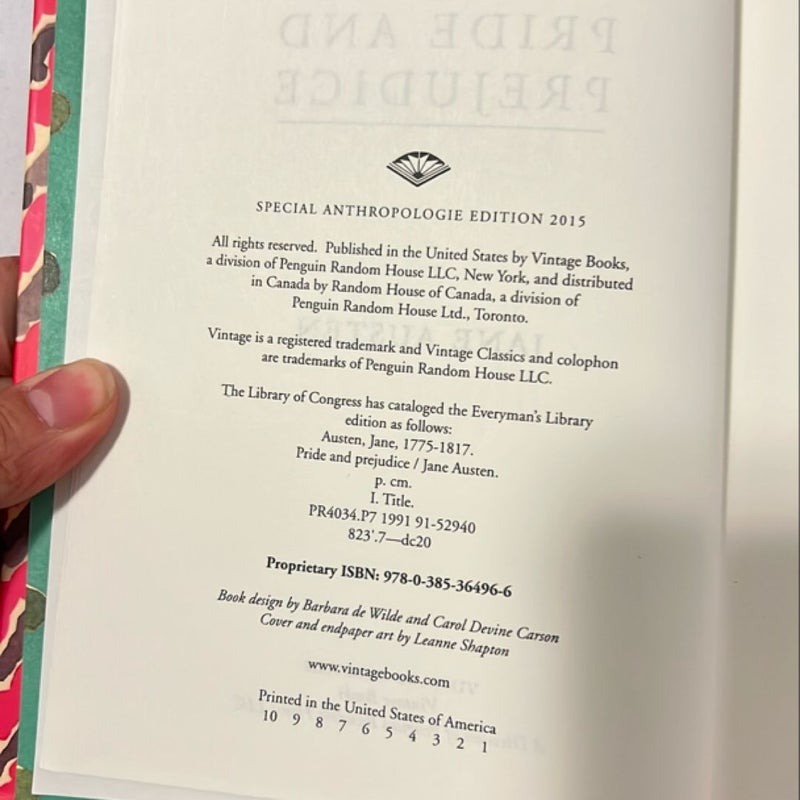 PRIDE AND
PREJUDICE
SPECIAL ANTHROPOLOGIE EDITION 2015
All rights reserved. Published in the United States by Vintage Books,
a division of Penguin Random House LLC, New York, and distributed
in Canada by Random House of Canada, a division of
Penguin Random House Ltd., Toronto.
JANE AUSTEN
Vintage is a registered trademark and Vintage Classics and colophon
are trademarks of Penguin Random House LLC.
The Library of Congress has cataloged the Everyman's Library
edition as follows:
Austen, Jane, 1775-1817.
Pride and prejudice / Jane Austen.
p. cm.
I. Title.
PR4034.P7 1991 91-52940
823'.7—dc20
Proprietary ISBN: 978-0-385-36496-6
Book design by Barbara de Wilde and Carol Devine Carson
Cover and endpaper art by Leanne Shapton
www.vintagebooks.com
Printed in the United States of America
10 9 8 7 6 5 4 3 2 1